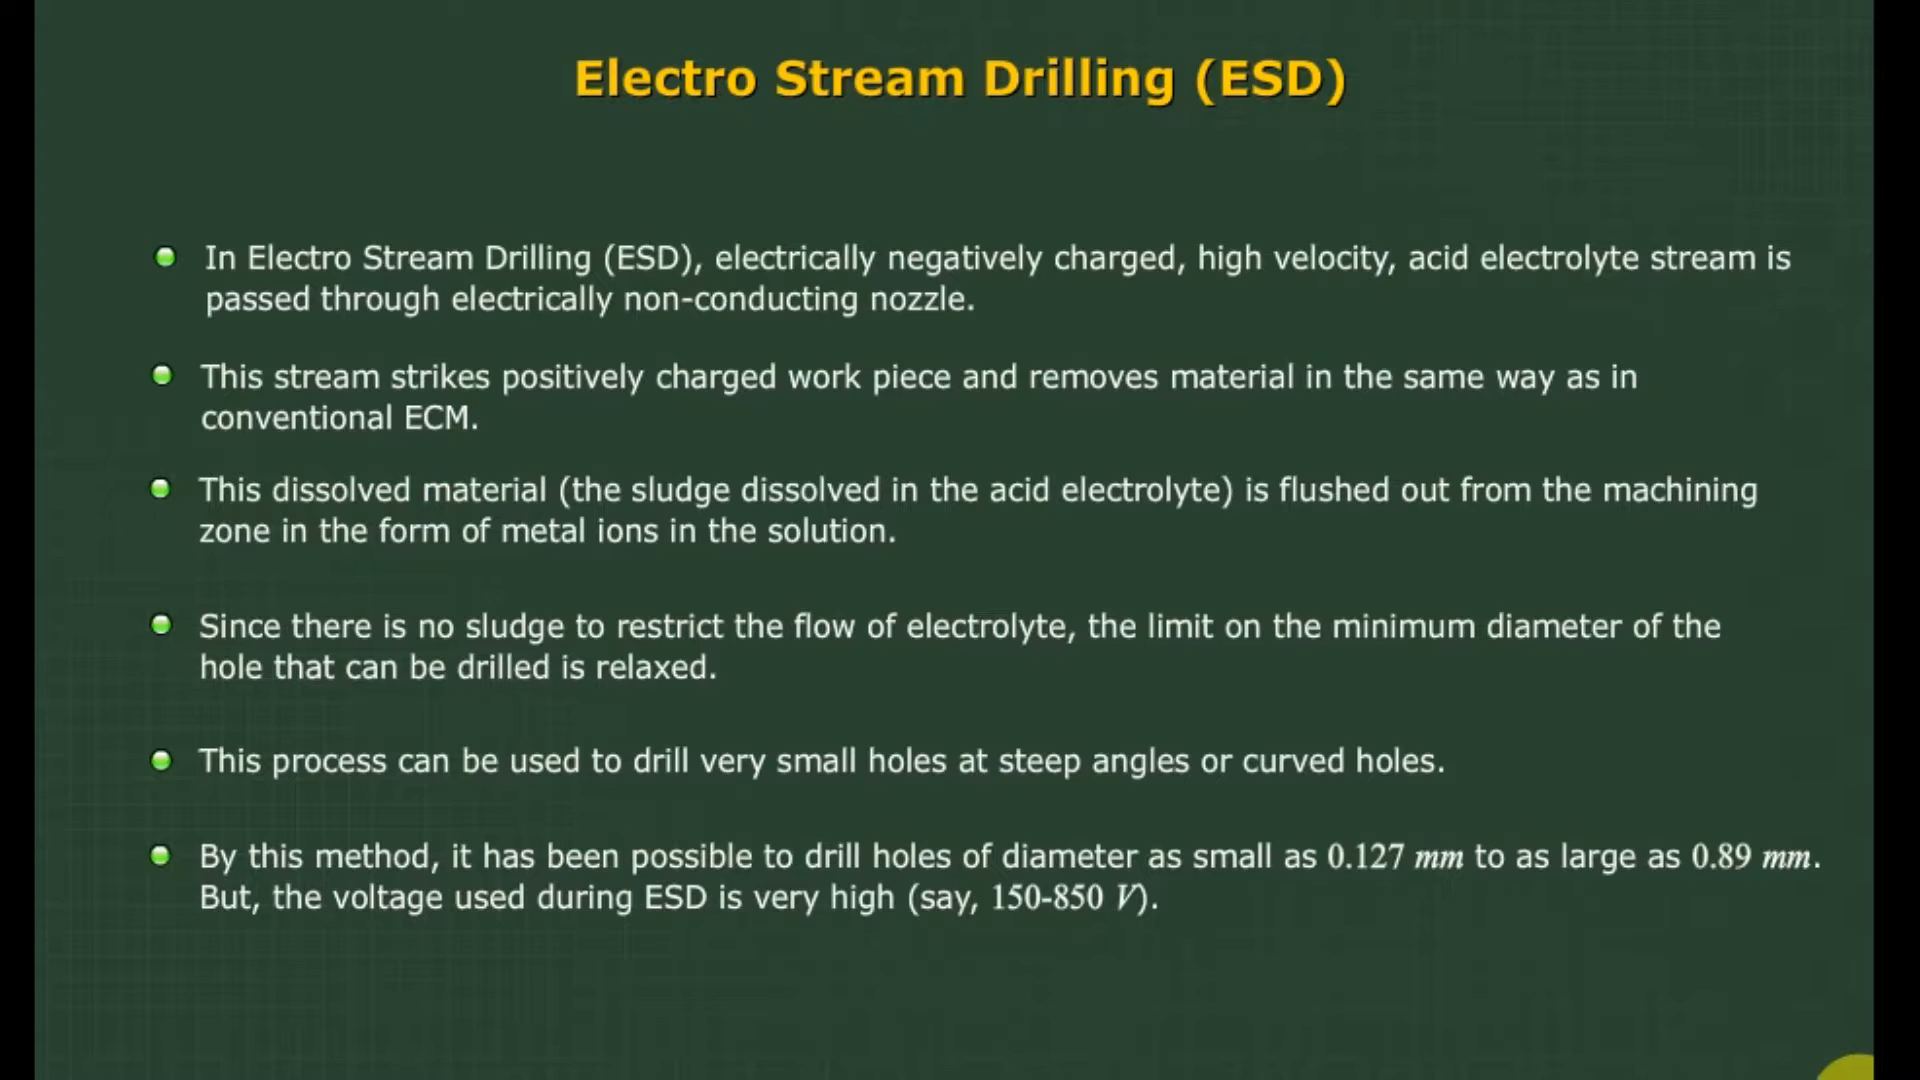 Electro Stream Drilling (ESD)
In Electro Stream Drilling (ESD), electrically negatively charged, high velocity, acid electrolyte stream is
passed through electrically non-conducting nozzle.
This stream strikes positively charged work piece and removes material in the same way as in
conventional ECM.
This dissolved material (the sludge dissolved in the acid electrolyte) is flushed out from the machining
zone in the form of metal ions in the solution.
Since there is no sludge to restrict the flow of electrolyte, the limit on the minimum diameter of the
hole that can be drilled is relaxed.
This process can be used to drill very small holes at steep angles or curved holes.
By this method, it has been possible to drill holes of diameter as small as 0.127 mm to as large as 0.89 mm.
But, the voltage used during ESD is very high (say, 150-850 V).